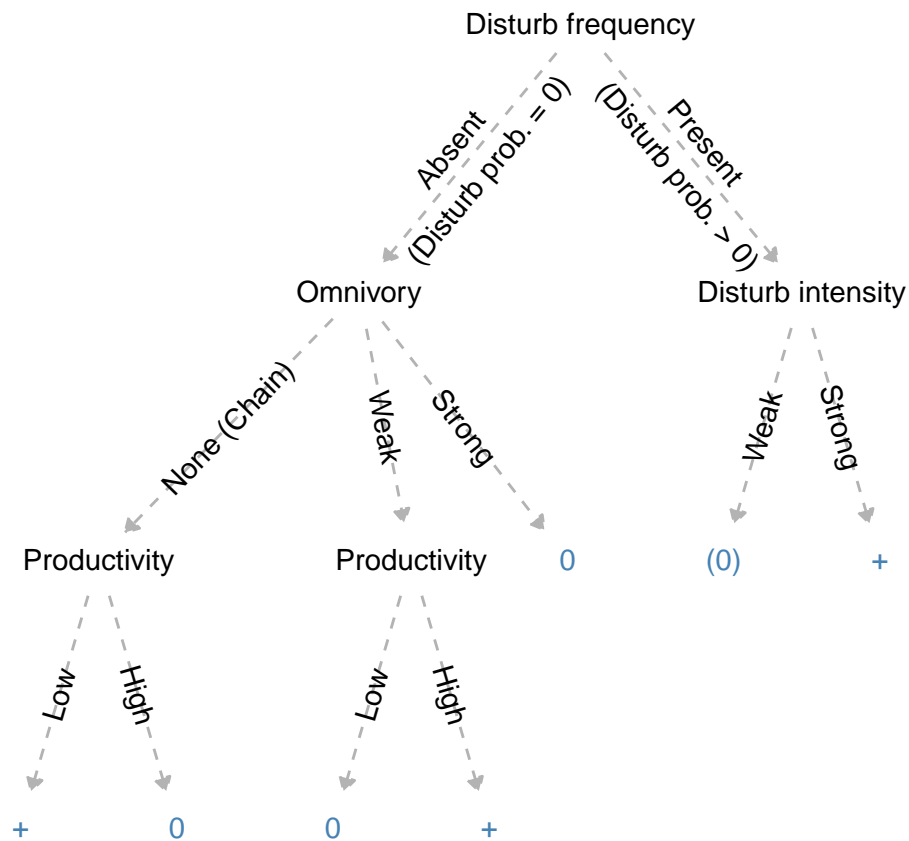 Disturb frequency
Absent
(Disturb prob. = 0)
Present
(Disturb prob. > 0)
Omnivory
Disturb intensity
None (Chain)
Weak
Strong
Weak
Strong
Productivity
Productivity
0
(0)
+
Low
High
Low
High
+
0
0
+